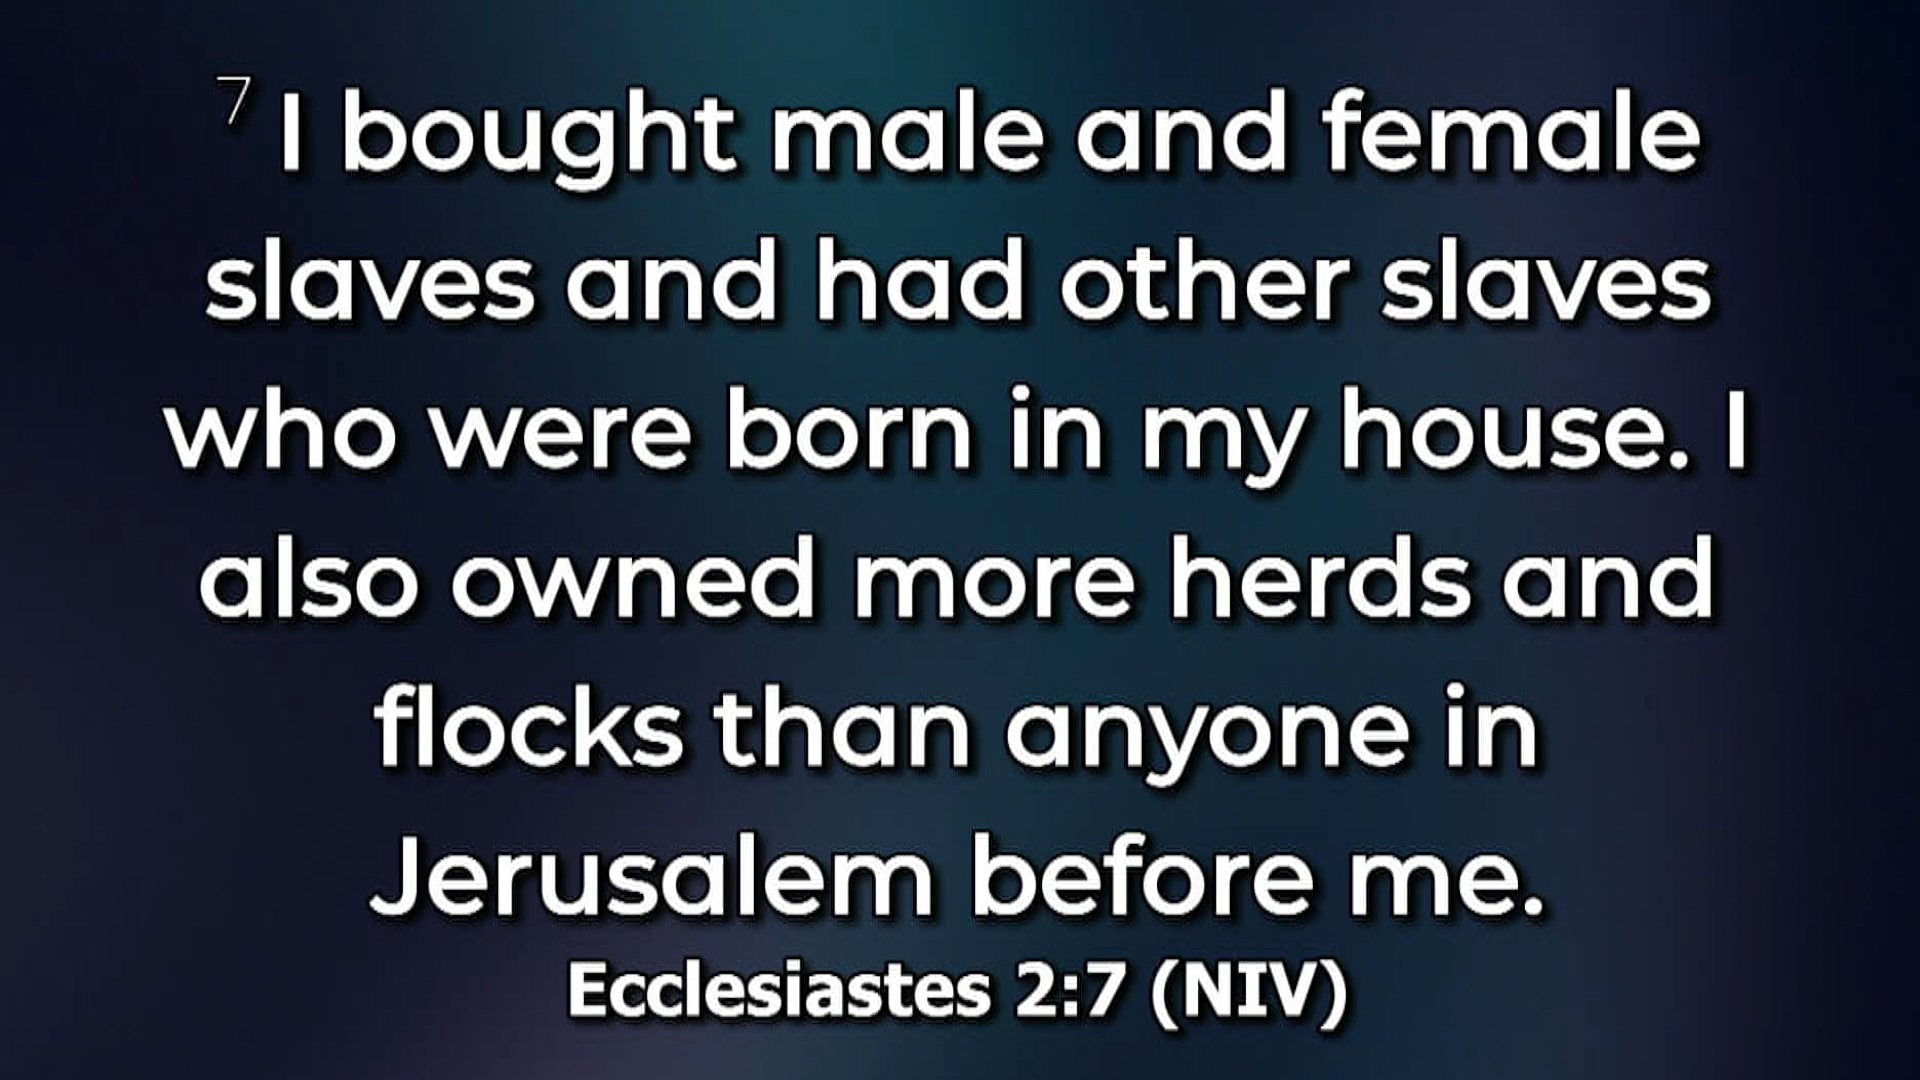 7 I bought male and female
slaves and had other slaves
who were born in my house. I
also owned more herds and
flocks than anyone in
Jerusalem before me.
Ecclesiastes 2:7 (NIV)